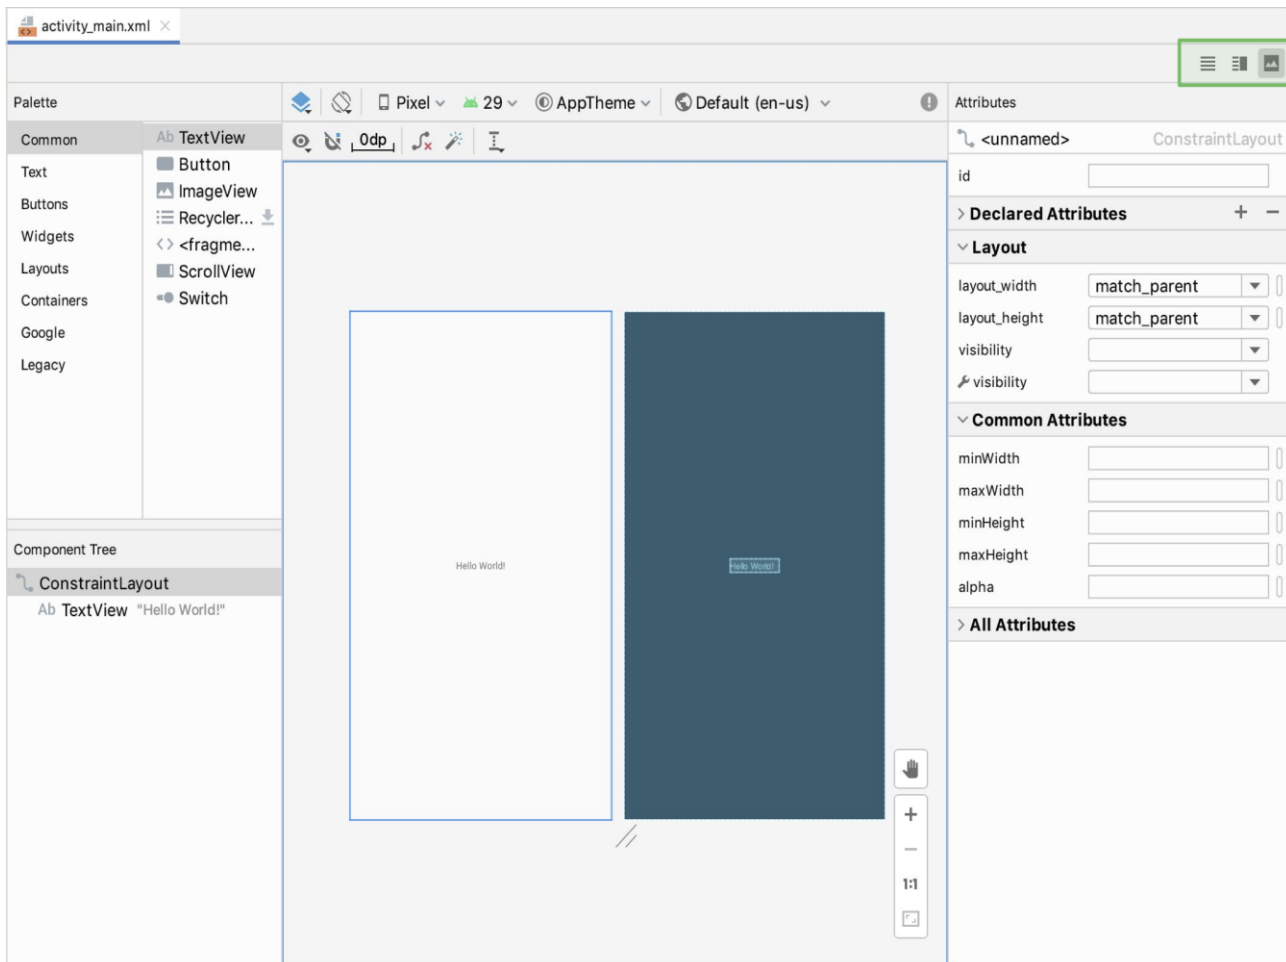 activity_main.xml
Palette
Common
Text
Buttons
Widgets
Layouts
Containers
Google
Legacy
Ab TextView
Button
ImageView
Recycler...
<fragme...
ScrollView
Switch
Component Tree
ConstraintLayout
Ab TextView "Hello World!"
Pixel 29 AppTheme Default (en-us)
0dp
Hello World!
Hello World!
1:1
Attributes
<unnamed> ConstraintLayout
id
Declared Attributes
Layout
layout_width match_parent
layout_height match_parent
visibility
visibility
Common Attributes
minWidth
maxWidth
minHeight
maxHeight
alpha
All Attributes